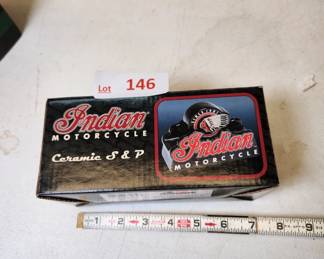 Lot 146
Indian
MOTORCYCLE
Ceramic S & P
Indian
MOTORCYCLE
1 2 3 4 5 6 7 8 9